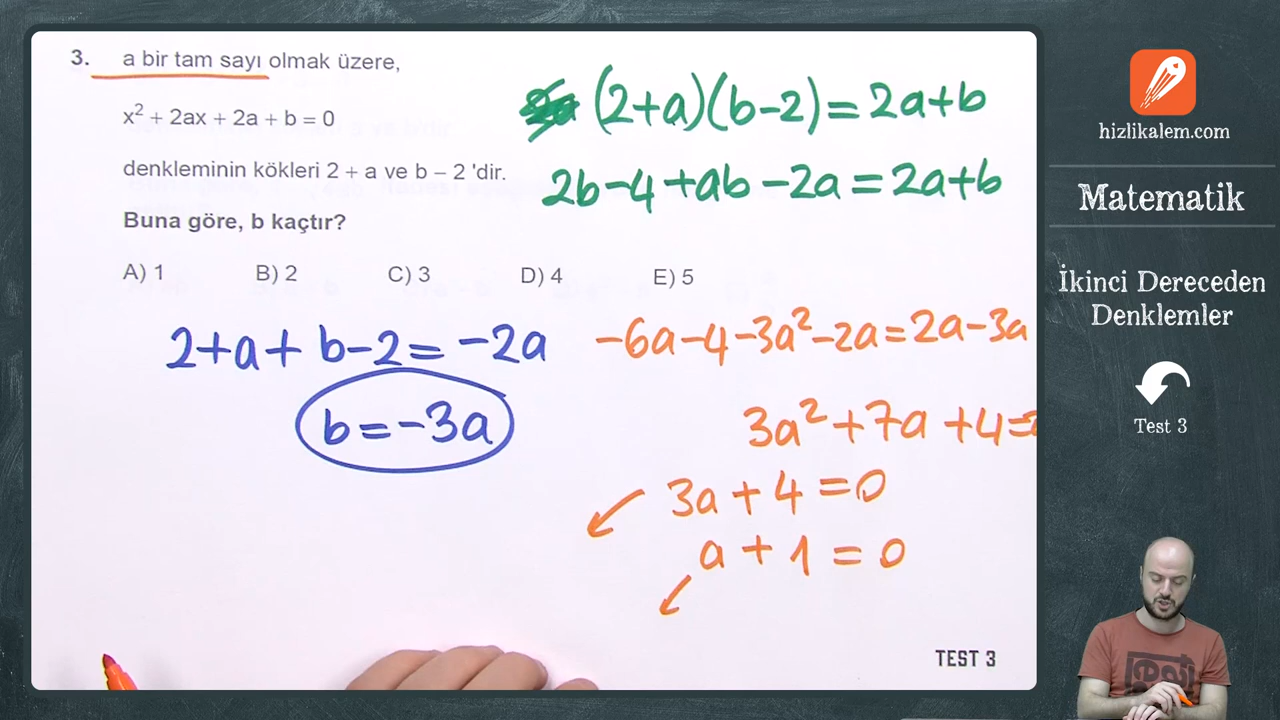 3. a bir tam sayı olmak üzere,
x² + 2ax + 2a + b = 0
denkleminin kökleri 2 + a ve b – 2 'dir.
Buna göre, b kaçtır?
A) 1 B) 2 C) 3 D) 4 E) 5
(2+a)(b-2)=2a+b
2b-4+ab-2a=2a+b
2+a+b-2=-2a
b=-3a
-6a-4-3a²-2a=2a-3a
3a²+7a+4=
3a+4=0
a+1=0
TEST 3
hizlikalem.com
Matematik
İkinci Dereceden
Denklemler
Test 3